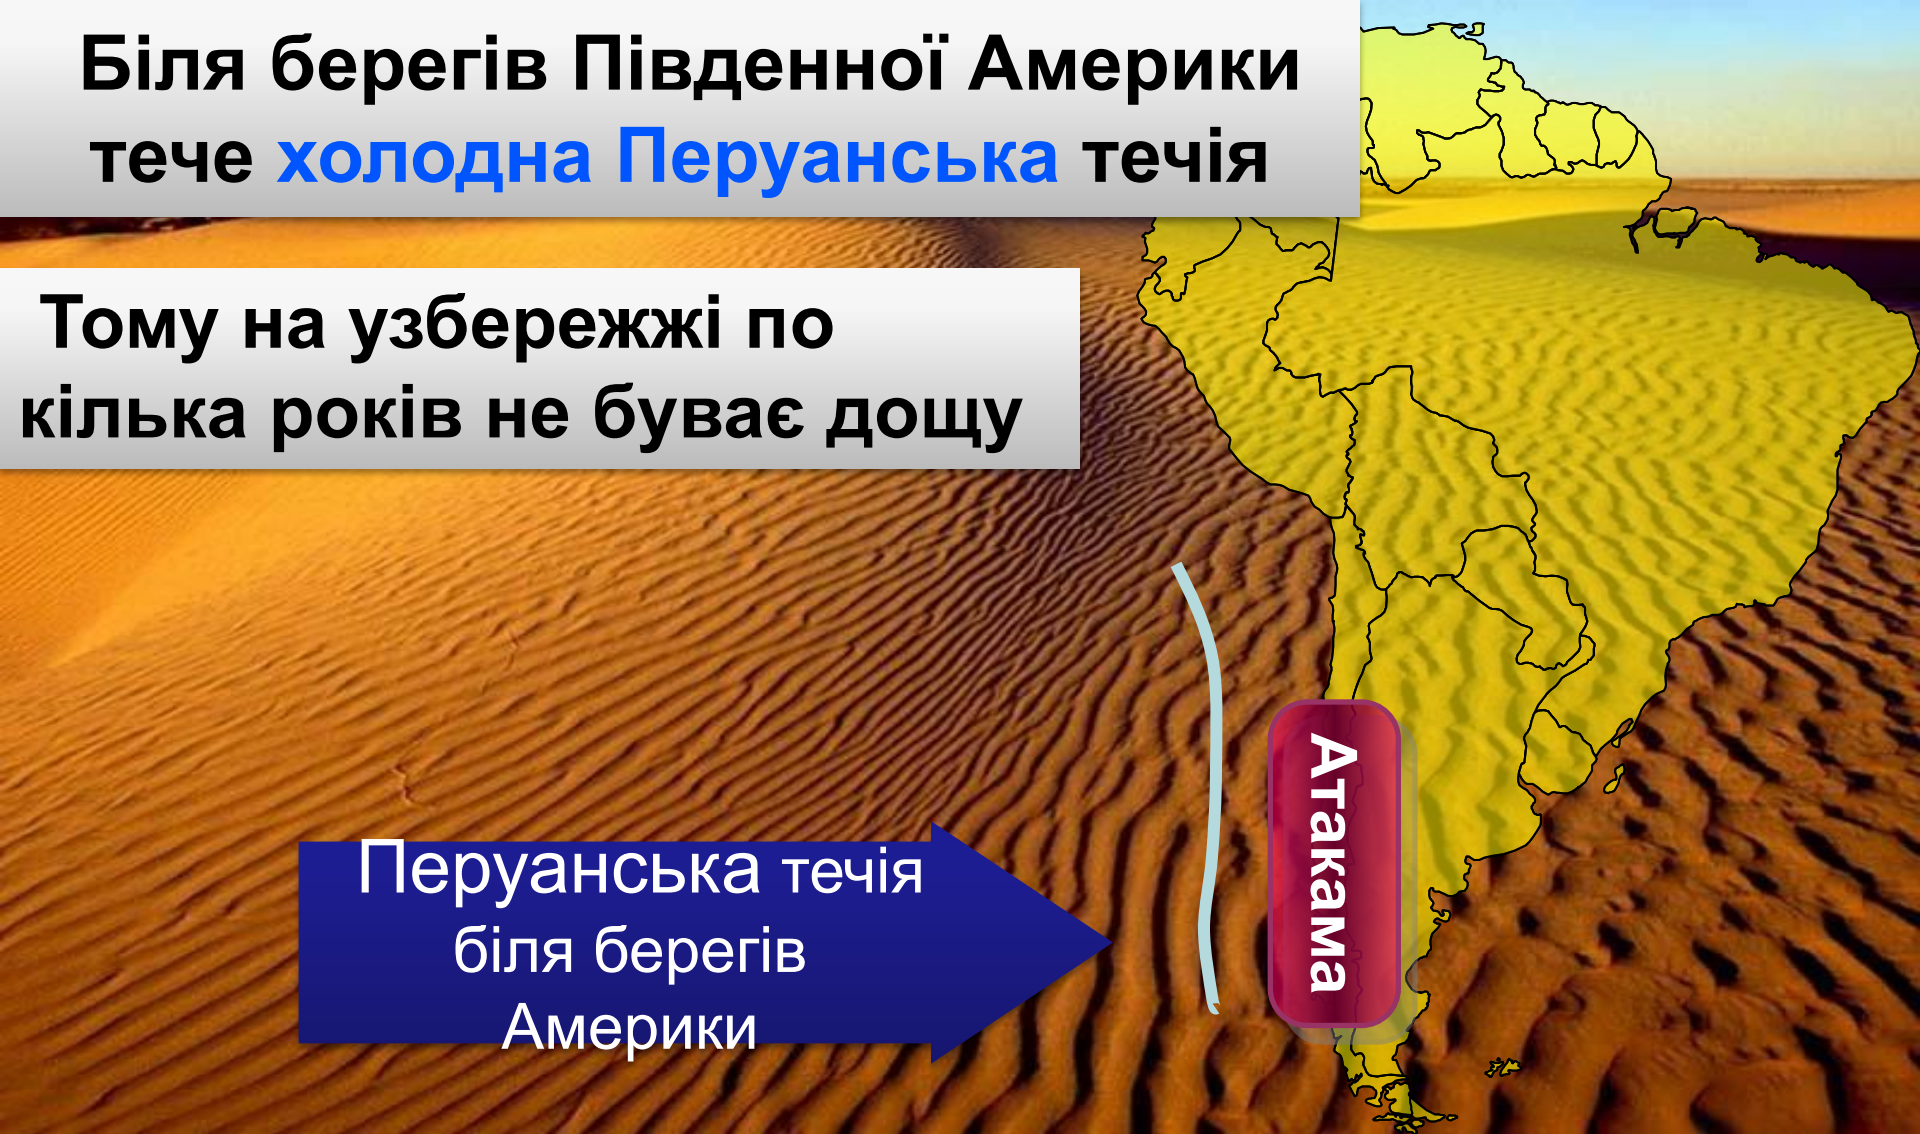 Біля берегів Південної Америки
тече холодна Перуанська течія
Тому на узбережжі по
кілька років не буває дощу
Перуанська течія
біля берегів
Америки
Атакама